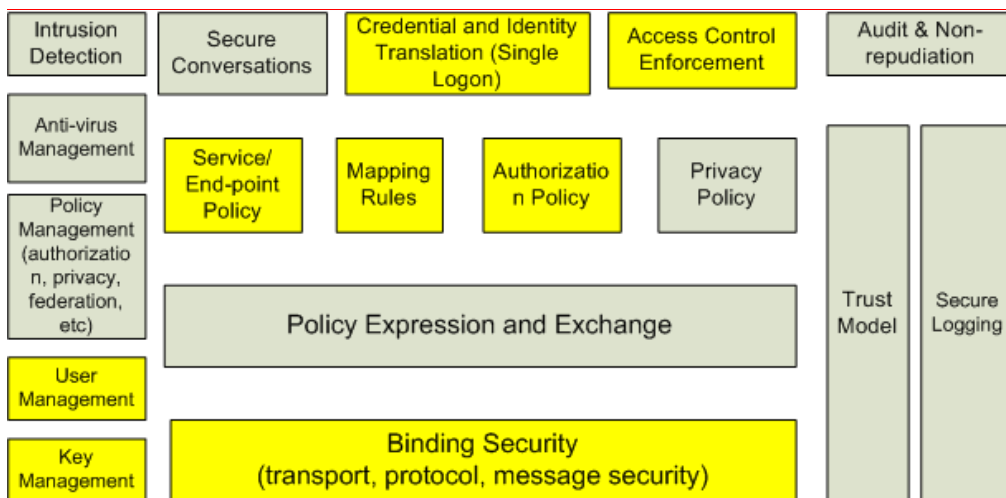 Intrusion
Detection
Secure
Conversations
Credential and Identity
Translation (Single
Logon)
Access Control
Enforcement
Audit & Non-
repudiation
Anti-virus
Management
Service/
End-point
Policy
Mapping
Rules
Authorizatio
n Policy
Privacy
Policy
Policy
Management
(authorizatio
n, privacy,
federation,
etc)
Policy Expression and Exchange
Trust
Model
Secure
Logging
User
Management
Key
Management
Binding Security
(transport, protocol, message security)